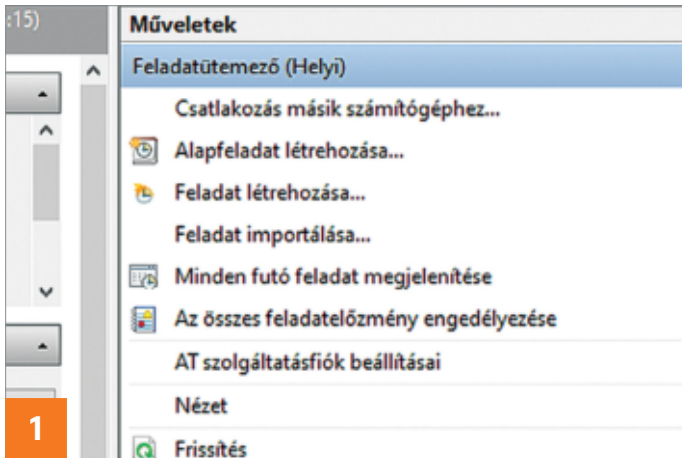 :15)
Műveletek
Feladatütemező (Helyi)
Csatlakozás másik számítógéphez...
Alapfeladat létrehozása...
Feladat létrehozása...
Feladat importálása...
Minden futó feladat megjelenítése
Az összes feladatelőzmény engedélyezése
AT szolgáltatásfiók beállításai
Nézet
Frissítés
1